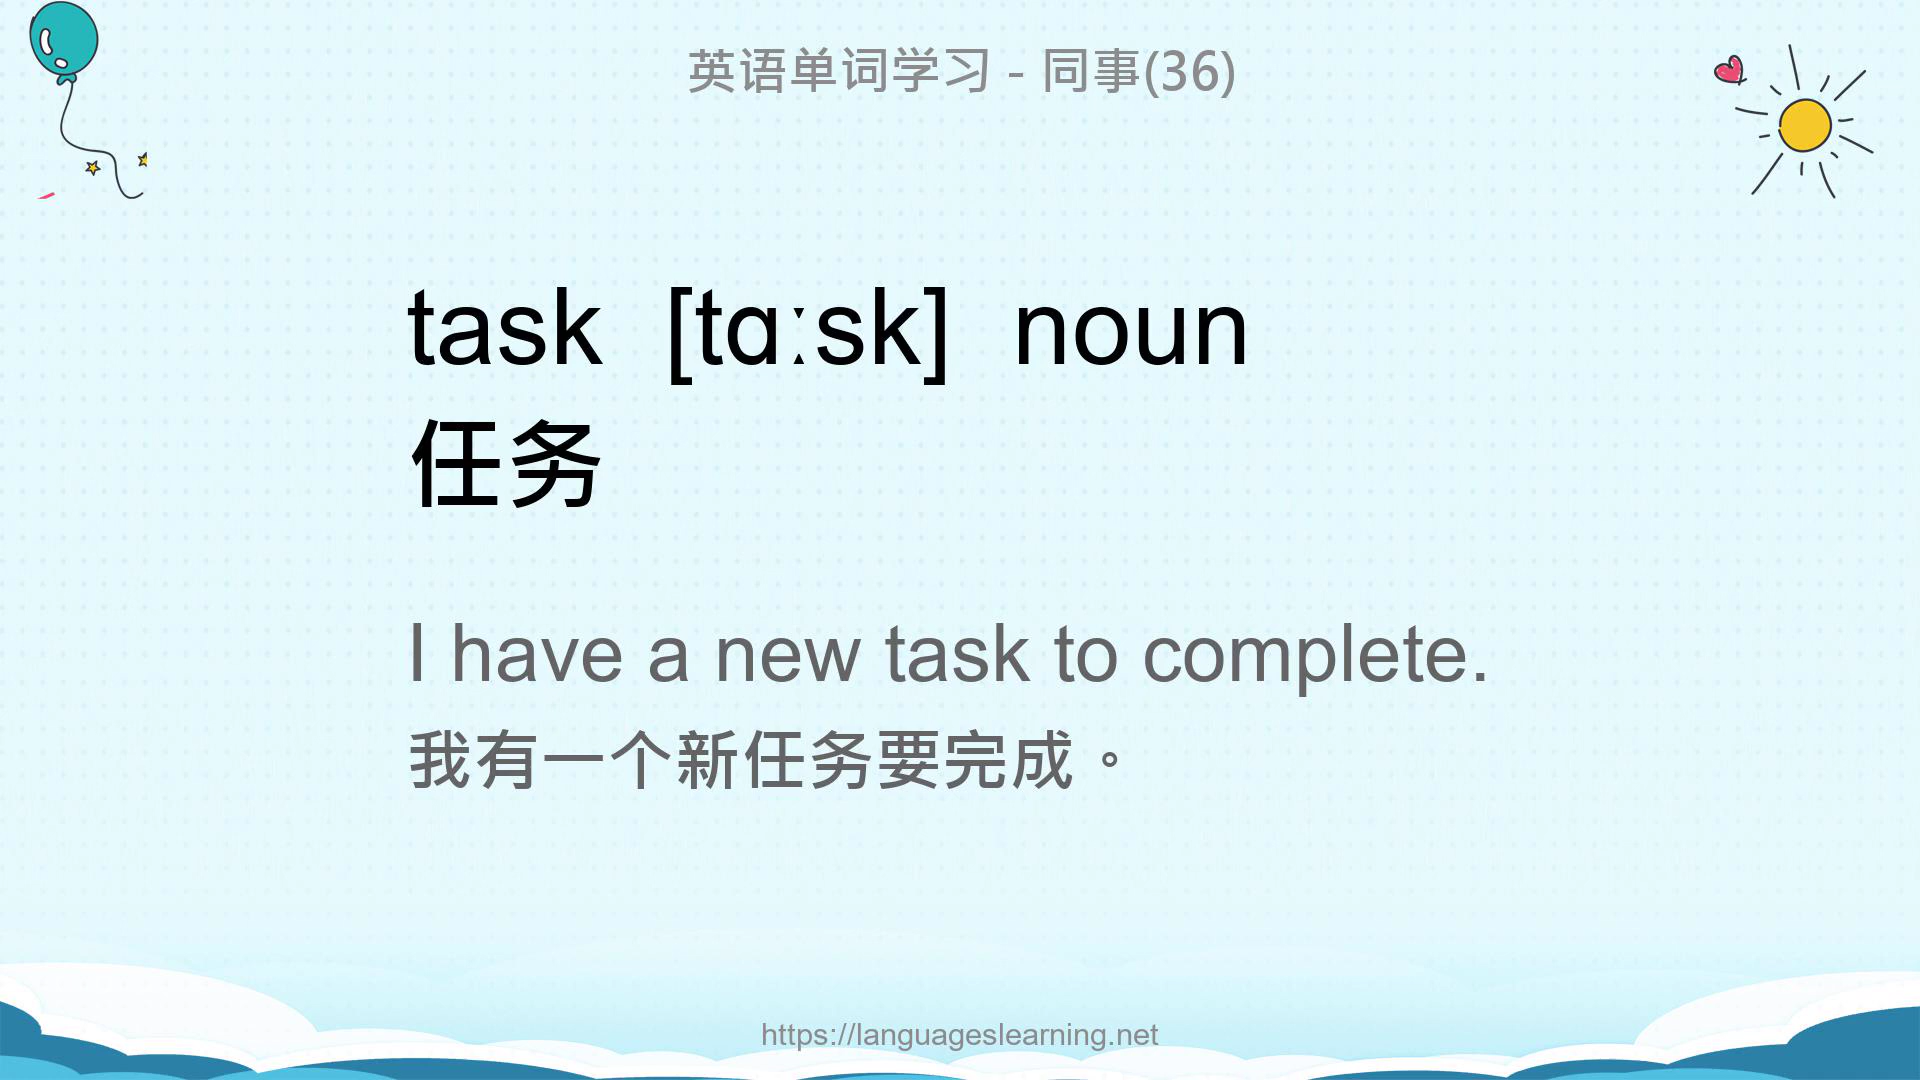 英语单词学习 - 同事(36)
task [tɑːsk] noun
任务
I have a new task to complete.
我有一个新任务要完成。
https://languageslearning.net